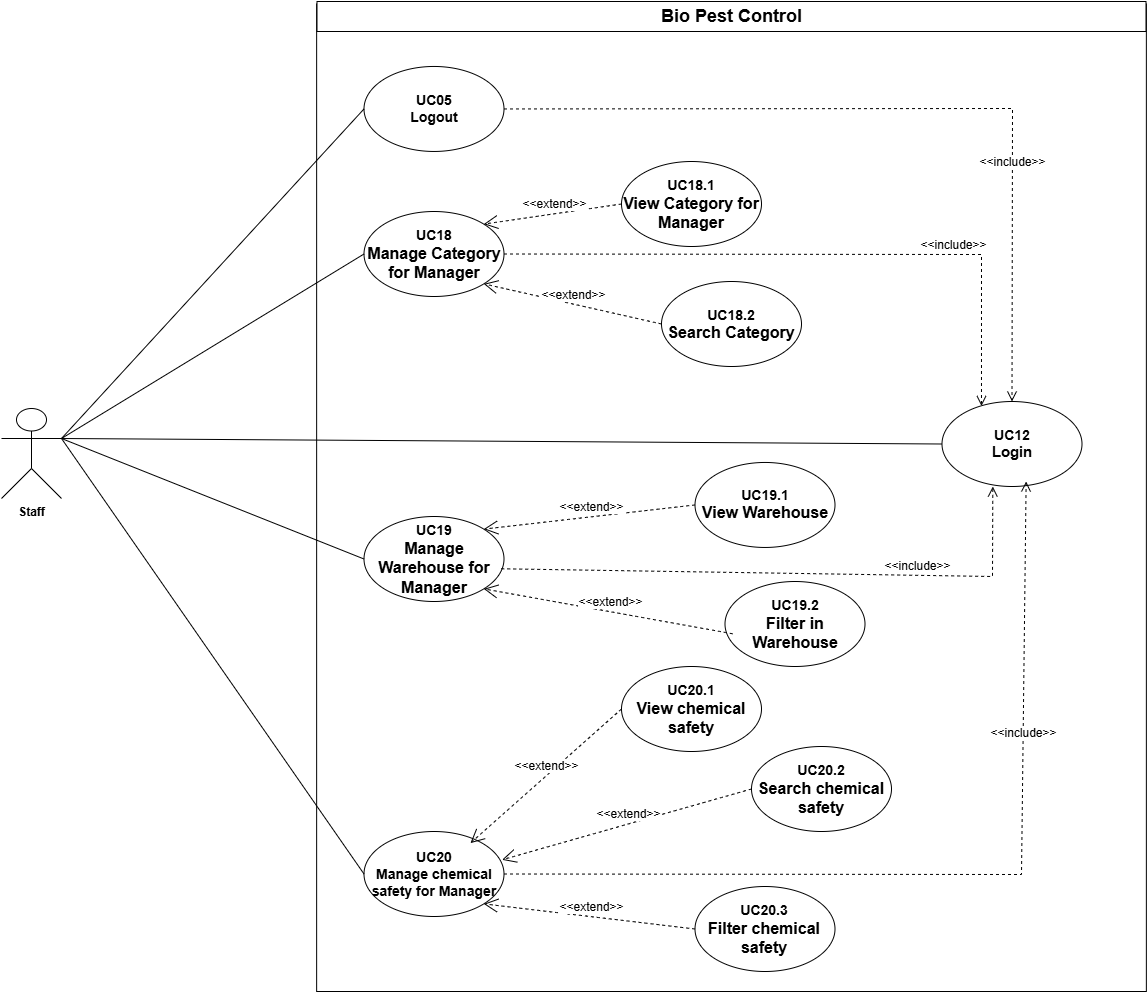 Bio Pest Control
UC05
Logout
<<include>>
UC18.1
View Category for
Manager
<<extend>>
UC18
Manage Category
for Manager
<<include>>
<<extend>>
UC18.2
Search Category
UC12
Login
Staff
UC19.1
View Warehouse
<<extend>>
UC19
Manage
Warehouse for
Manager
<<include>>
<<extend>>
UC19.2
Filter in
Warehouse
UC20.1
View chemical
safety
<<include>>
<<extend>>
UC20.2
Search chemical
safety
<<extend>>
UC20
Manage chemical
safety for Manager
<<extend>>
UC20.3
Filter chemical
safety